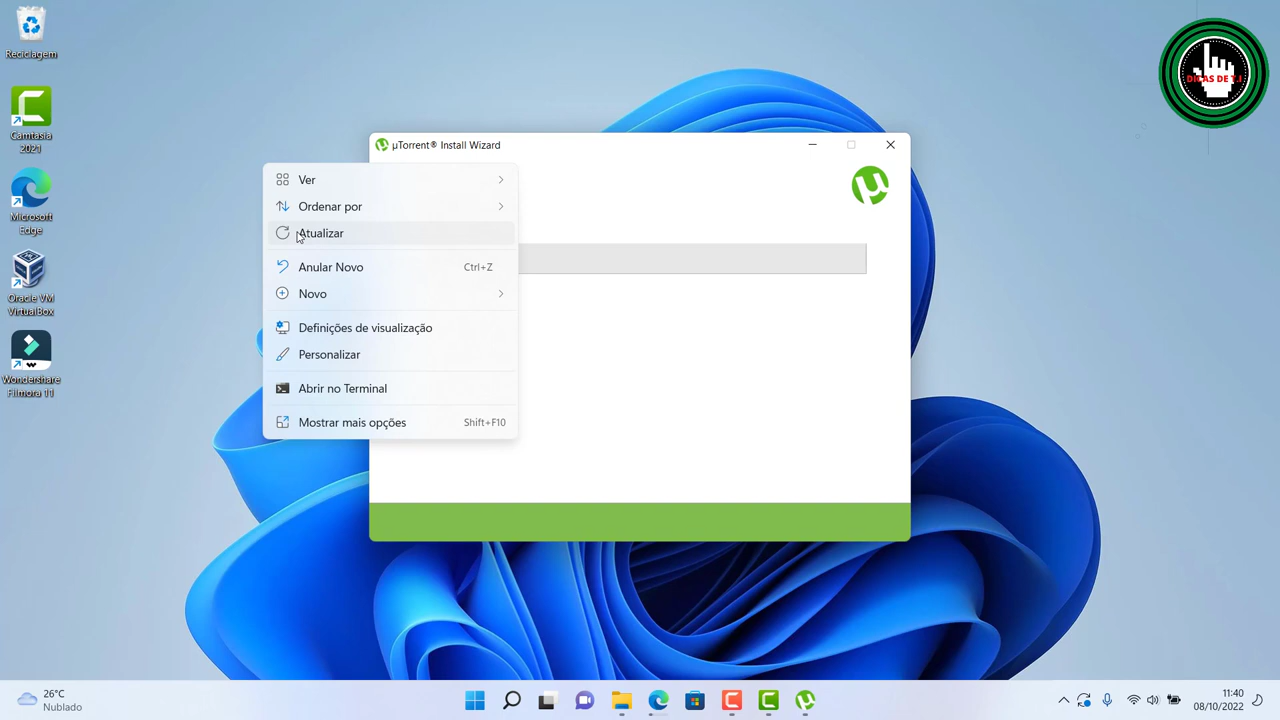 Reciclagem
Camtasia
2021
Microsoft
Edge
Oracle VM
VirtualBox
Wondershare
Filmora 11
DICAS DE T.I
µTorrent® Install Wizard
Ver
Ordenar por
Atualizar
Anular Novo Ctrl+Z
Novo
Definições de visualização
Personalizar
Abrir no Terminal
Mostrar mais opções Shift+F10
26°C
Nublado
11:40
08/10/2022